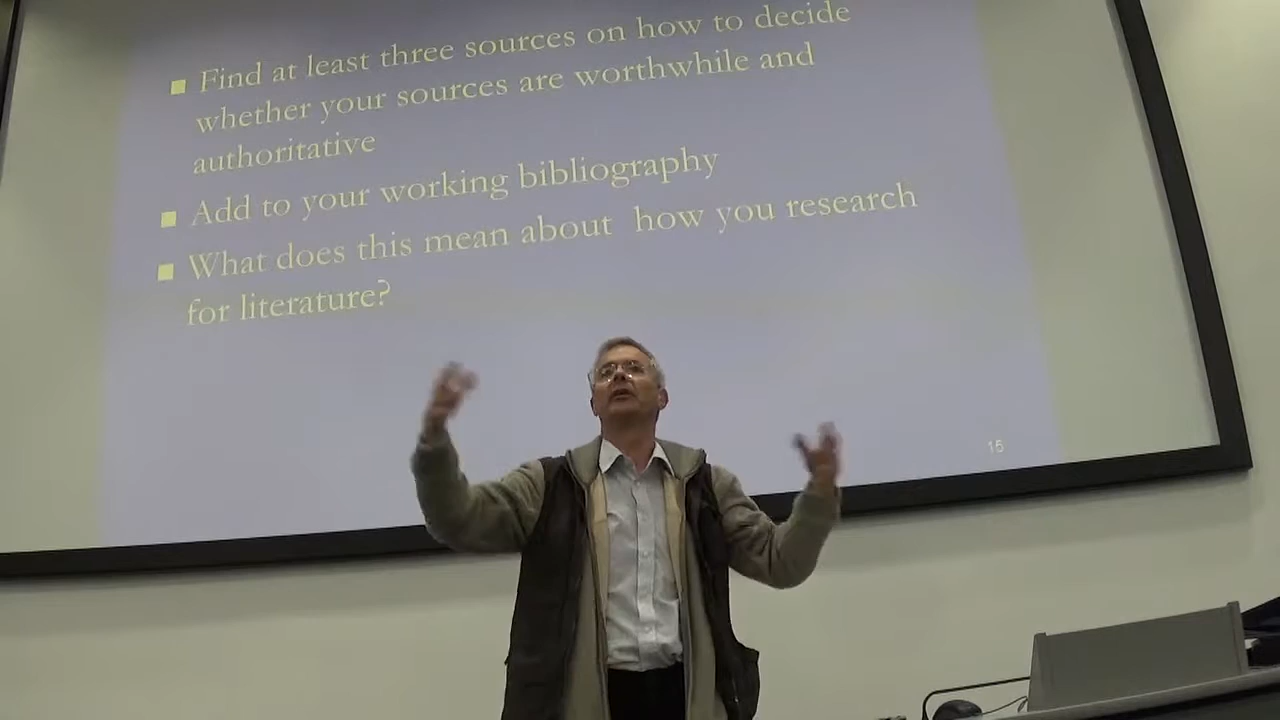 Find at least three sources on how to decide
whether your sources are worthwhile and
authoritative
Add to your working bibliography
What does this mean about how you research
for literature?
15